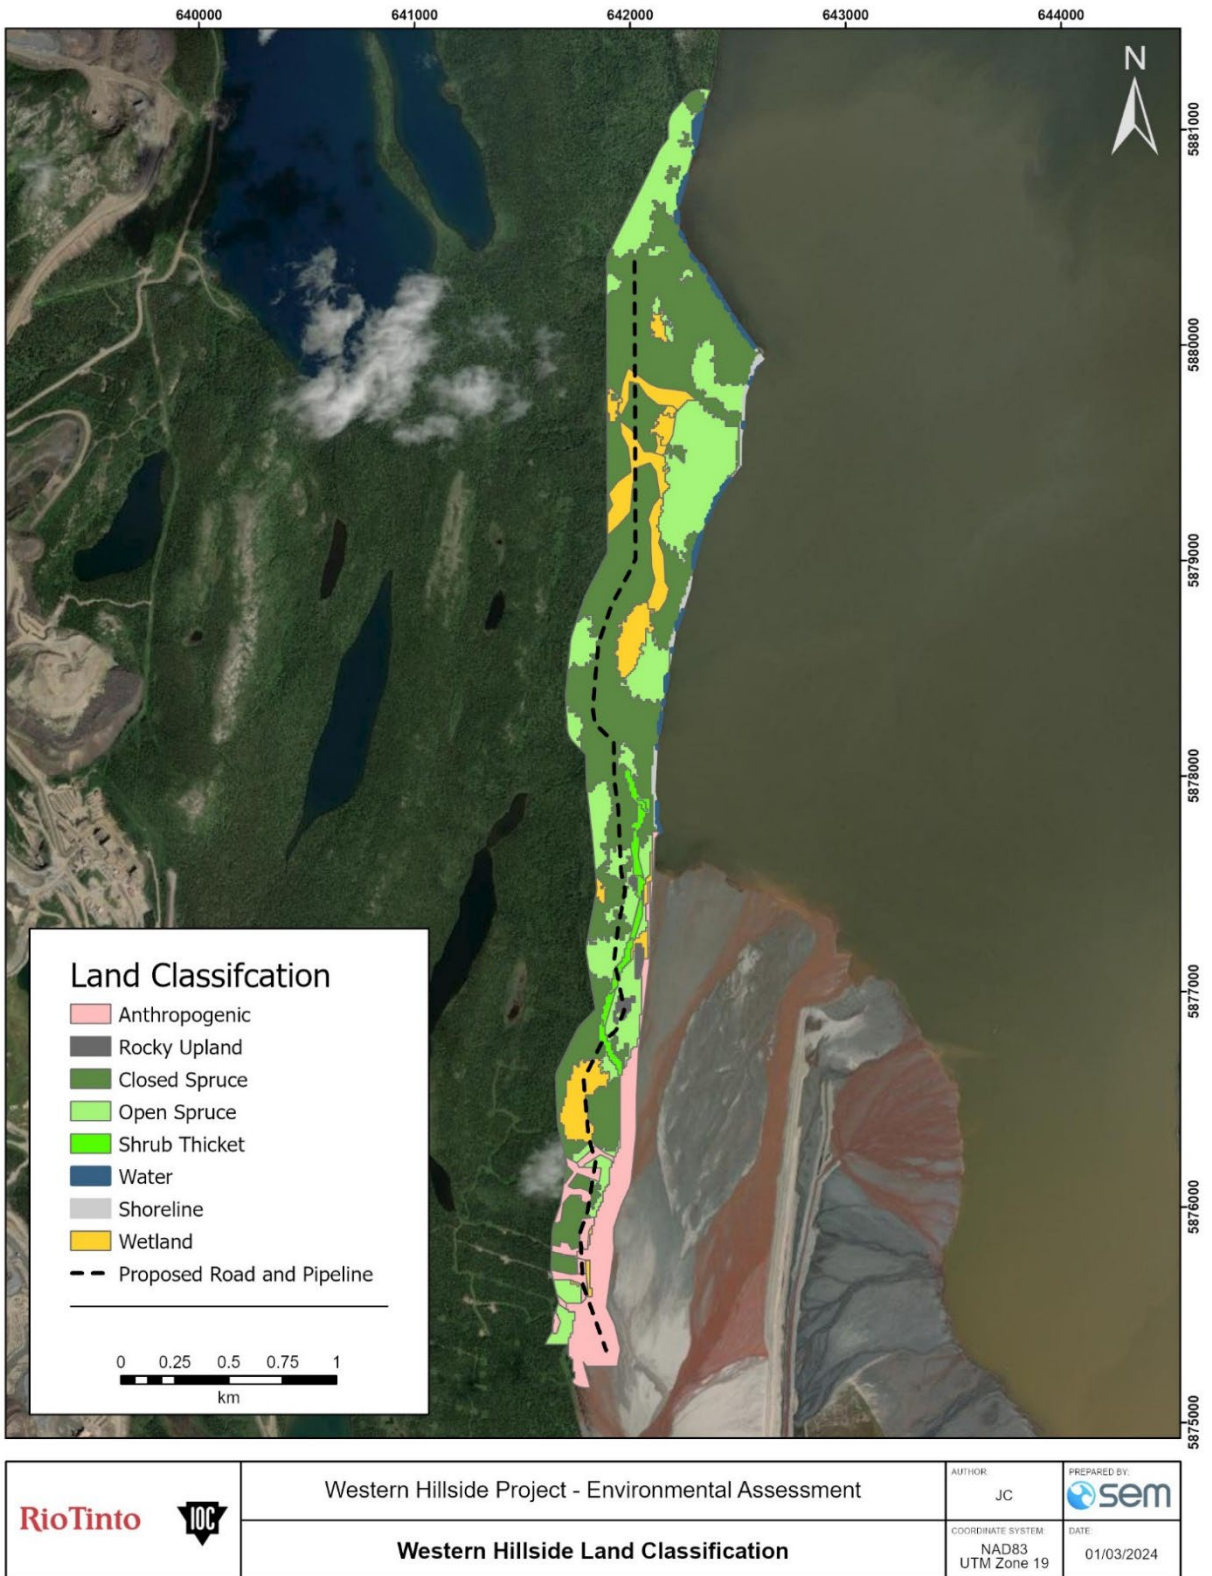 640000 641000 642000 643000 644000
N
5881000
5880000
5879000
5878000
5877000
5876000
5875000
Land Classifcation
Anthropogenic
Rocky Upland
Closed Spruce
Open Spruce
Shrub Thicket
Water
Shoreline
Wetland
Proposed Road and Pipeline
0 0.25 0.5 0.75 1
km
RioTinto
IOC
Western Hillside Project - Environmental Assessment
Western Hillside Land Classification
AUTHOR:
JC
PREPARED BY:
sem
COORDINATE SYSTEM:
NAD83
UTM Zone 19
DATE:
01/03/2024